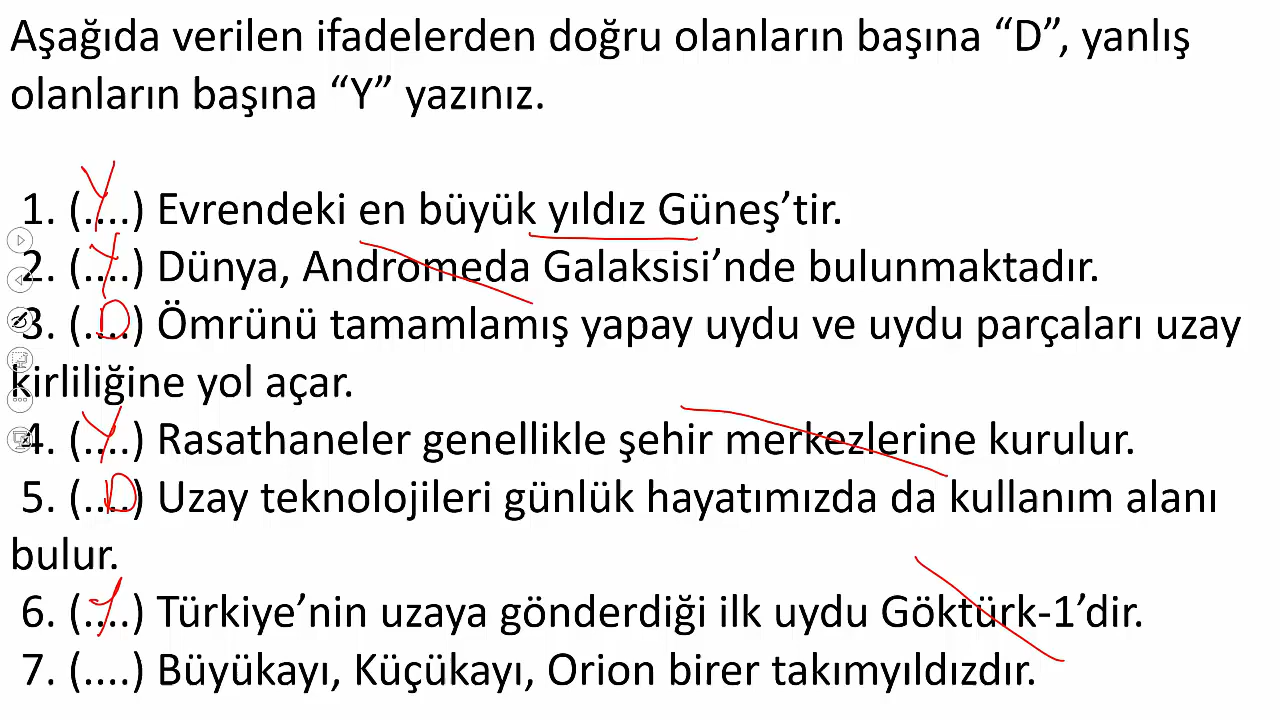 Aşağıda verilen ifadelerden doğru olanların başına “D”, yanlış
olanların başına “Y” yazınız.
1. (....) Evrendeki en büyük yıldız Güneş’tir.
Y
2. (....) Dünya, Andromeda Galaksisi’nde bulunmaktadır.
Y
3. (....) Ömrünü tamamlamış yapay uydu ve uydu parçaları uzay
D
kirliliğine yol açar.
4. (....) Rasathaneler genellikle şehir merkezlerine kurulur.
Y
5. (....) Uzay teknolojileri günlük hayatımızda da kullanım alanı
D
bulur.
6. (....) Türkiye’nin uzaya gönderdiği ilk uydu Göktürk-1’dir.
Y
7. (....) Büyükayı, Küçükayı, Orion birer takımyıldızdır.